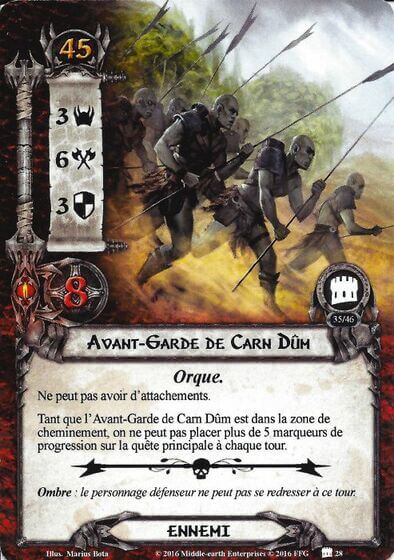 45
3
6
3
8
35/46
Avant-Garde de Carn Dûm
Orque.
Ne peut pas avoir d'attachements.
Tant que l'Avant-Garde de Carn Dûm est dans la zone de
cheminement, on ne peut pas placer plus de 5 marqueurs de
progression sur la quête principale à chaque tour.
Ombre : le personnage défenseur ne peut pas se redresser à ce tour.
ENNEMI
Illus. Marius Bota © 2016 Middle-earth Enterprises © 2016 FFG 28